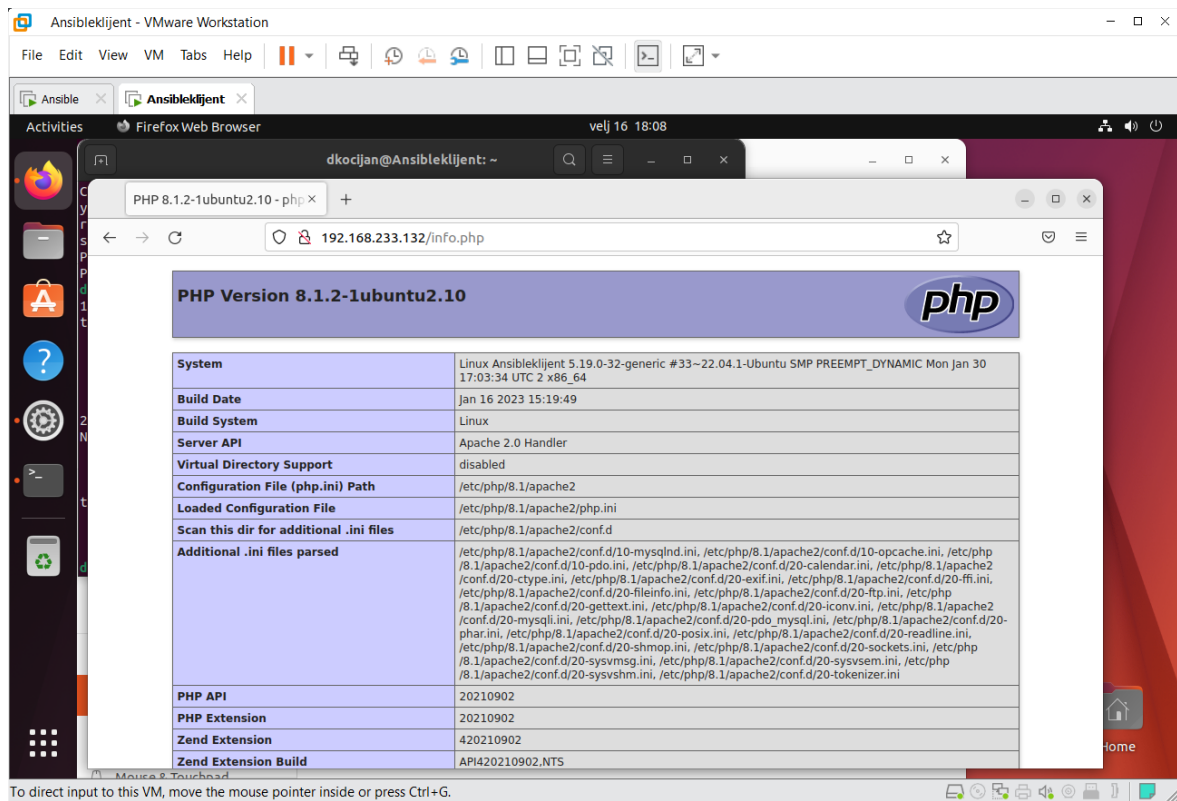 Ansibleklijent - VMware Workstation
File Edit View VM Tabs Help
Ansible
Ansibleklijent
Activities
Firefox Web Browser
velj 16 18:08
dkocijan@Ansibleklijent: ~
PHP 8.1.2-1ubuntu2.10 - php
192.168.233.132/info.php
PHP Version 8.1.2-1ubuntu2.10
php
System
Linux Ansibleklijent 5.19.0-32-generic #33~22.04.1-Ubuntu SMP PREEMPT_DYNAMIC Mon Jan 30
17:03:34 UTC 2 x86_64
Build Date
Jan 16 2023 15:19:49
Build System
Linux
Server API
Apache 2.0 Handler
Virtual Directory Support
disabled
Configuration File (php.ini) Path
/etc/php/8.1/apache2
Loaded Configuration File
/etc/php/8.1/apache2/php.ini
Scan this dir for additional .ini files
/etc/php/8.1/apache2/conf.d
Additional .ini files parsed
/etc/php/8.1/apache2/conf.d/10-mysqlnd.ini, /etc/php/8.1/apache2/conf.d/10-opcache.ini, /etc/php
/8.1/apache2/conf.d/10-pdo.ini, /etc/php/8.1/apache2/conf.d/20-calendar.ini, /etc/php/8.1/apache2
/conf.d/20-ctype.ini, /etc/php/8.1/apache2/conf.d/20-exif.ini, /etc/php/8.1/apache2/conf.d/20-ffi.ini,
/etc/php/8.1/apache2/conf.d/20-fileinfo.ini, /etc/php/8.1/apache2/conf.d/20-ftp.ini, /etc/php
/8.1/apache2/conf.d/20-gettext.ini, /etc/php/8.1/apache2/conf.d/20-iconv.ini, /etc/php/8.1/apache2
/conf.d/20-mysqli.ini, /etc/php/8.1/apache2/conf.d/20-pdo_mysql.ini, /etc/php/8.1/apache2/conf.d/20-
phar.ini, /etc/php/8.1/apache2/conf.d/20-posix.ini, /etc/php/8.1/apache2/conf.d/20-readline.ini,
/etc/php/8.1/apache2/conf.d/20-shmop.ini, /etc/php/8.1/apache2/conf.d/20-sockets.ini, /etc/php
/8.1/apache2/conf.d/20-sysvmsg.ini, /etc/php/8.1/apache2/conf.d/20-sysvsem.ini, /etc/php
/8.1/apache2/conf.d/20-sysvshm.ini, /etc/php/8.1/apache2/conf.d/20-tokenizer.ini
PHP API
20210902
PHP Extension
20210902
Zend Extension
420210902
Zend Extension Build
API420210902,NTS
Home
Mouse & Touchpad
To direct input to this VM, move the mouse pointer inside or press Ctrl+G.